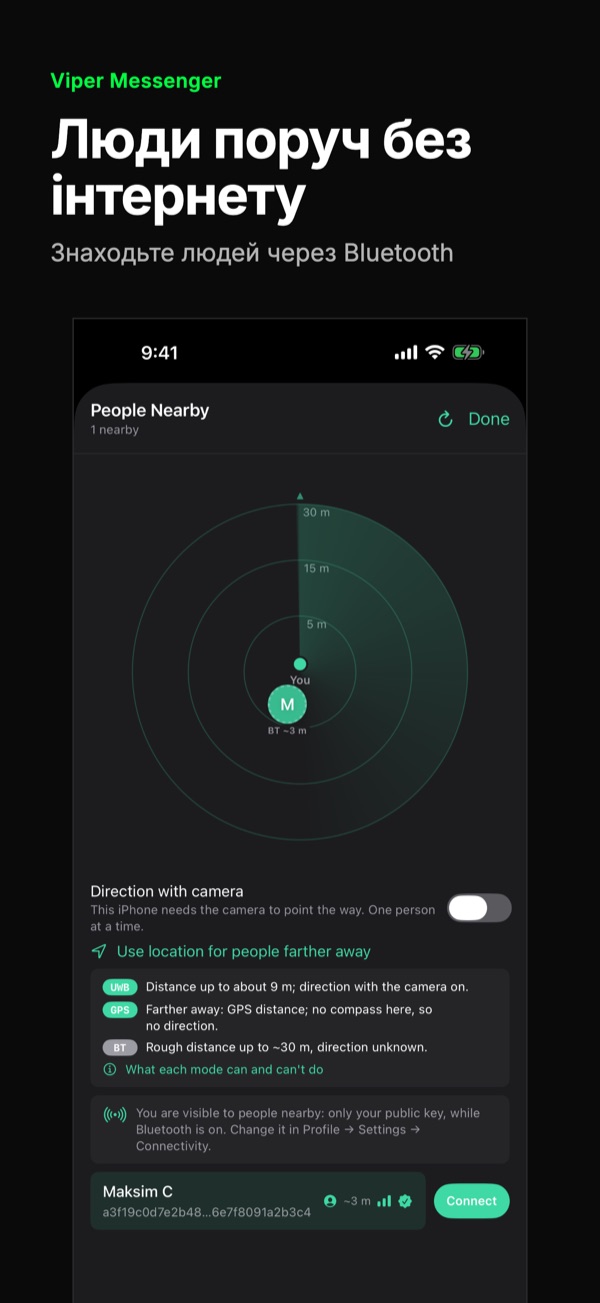 Viper Messenger
Люди поруч без
інтернету
Знаходьте людей через Bluetooth
9:41
People Nearby
1 nearby
Done
30 m
15 m
5 m
You
M
BT ~3 m
Direction with camera
This iPhone needs the camera to point the way. One person
at a time.
Use location for people farther away
UWB Distance up to about 9 m; direction with the camera on.
GPS Farther away: GPS distance; no compass here, so
no direction.
BT Rough distance up to ~30 m, direction unknown.
What each mode can and can't do
You are visible to people nearby: only your public key, while
Bluetooth is on. Change it in Profile → Settings →
Connectivity.
Maksim C
a3f19c0d7e2b48...6e7f8091a2b3c4
~3 m
Connect